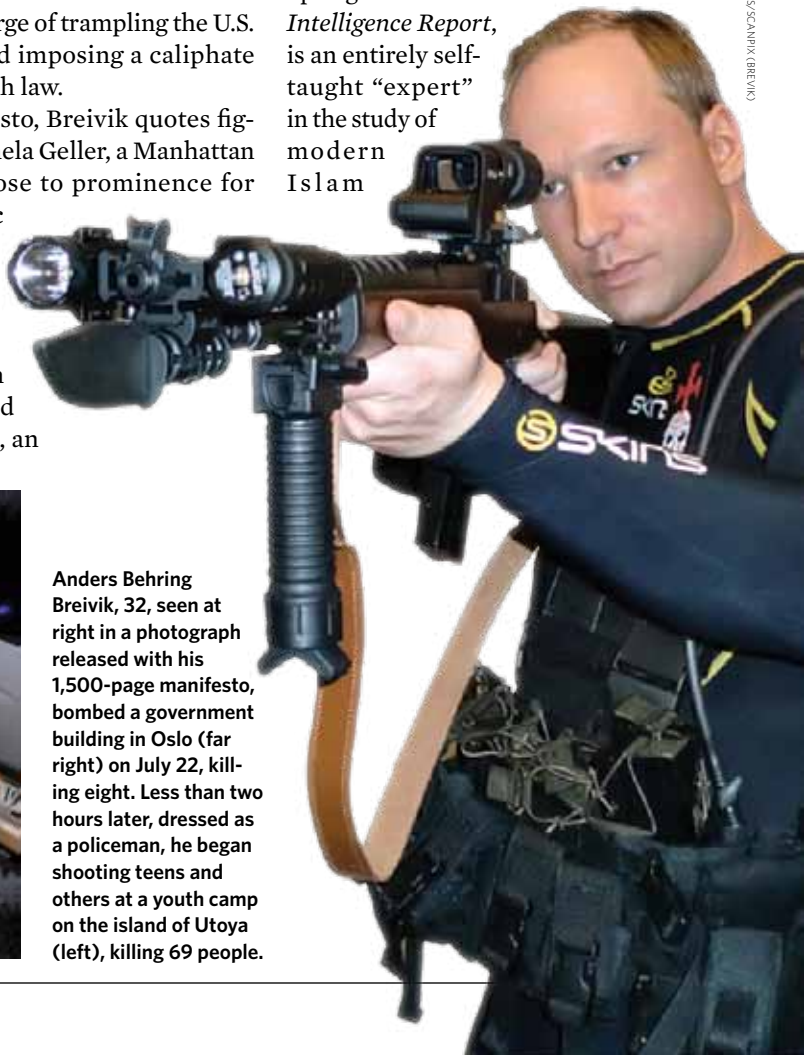 rge of trampling the U.S.
d imposing a caliphate
h law.
sto, Breivik quotes fig-
ela Geller, a Manhattan
ose to prominence for
n
d
, an
Intelligence Report,
is an entirely self-
taught “expert”
in the study of
modern
Islam
S/SCANPIX (BREIVIK)
SKINS
Anders Behring
Breivik, 32, seen at
right in a photograph
released with his
1,500-page manifesto,
bombed a government
building in Oslo (far
right) on July 22, kill-
ing eight. Less than two
hours later, dressed as
a policeman, he began
shooting teens and
others at a youth camp
on the island of Utoya
(left), killing 69 people.